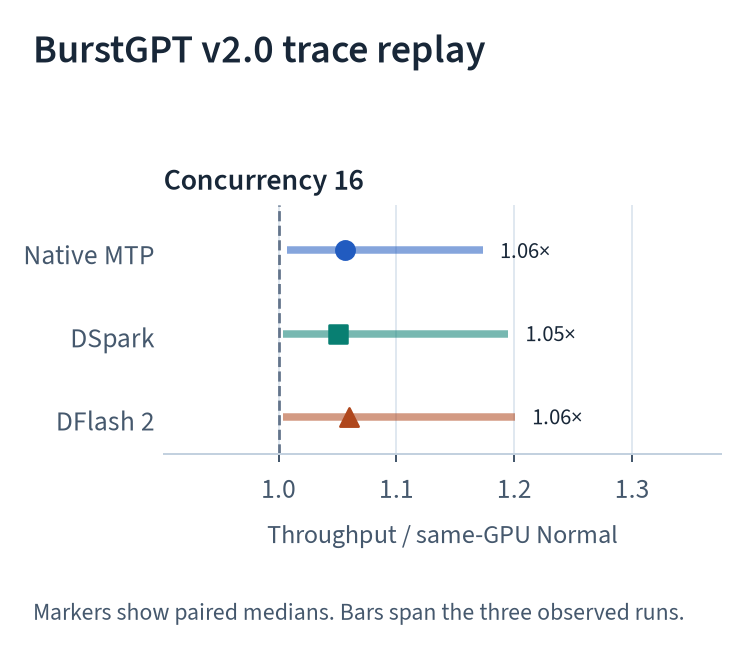 BurstGPT v2.0 trace replay
Concurrency 16
Native MTP
1.06×
DSpark
1.05×
DFlash 2
1.06×
1.0 1.1 1.2 1.3
Throughput / same-GPU Normal
Markers show paired medians. Bars span the three observed runs.